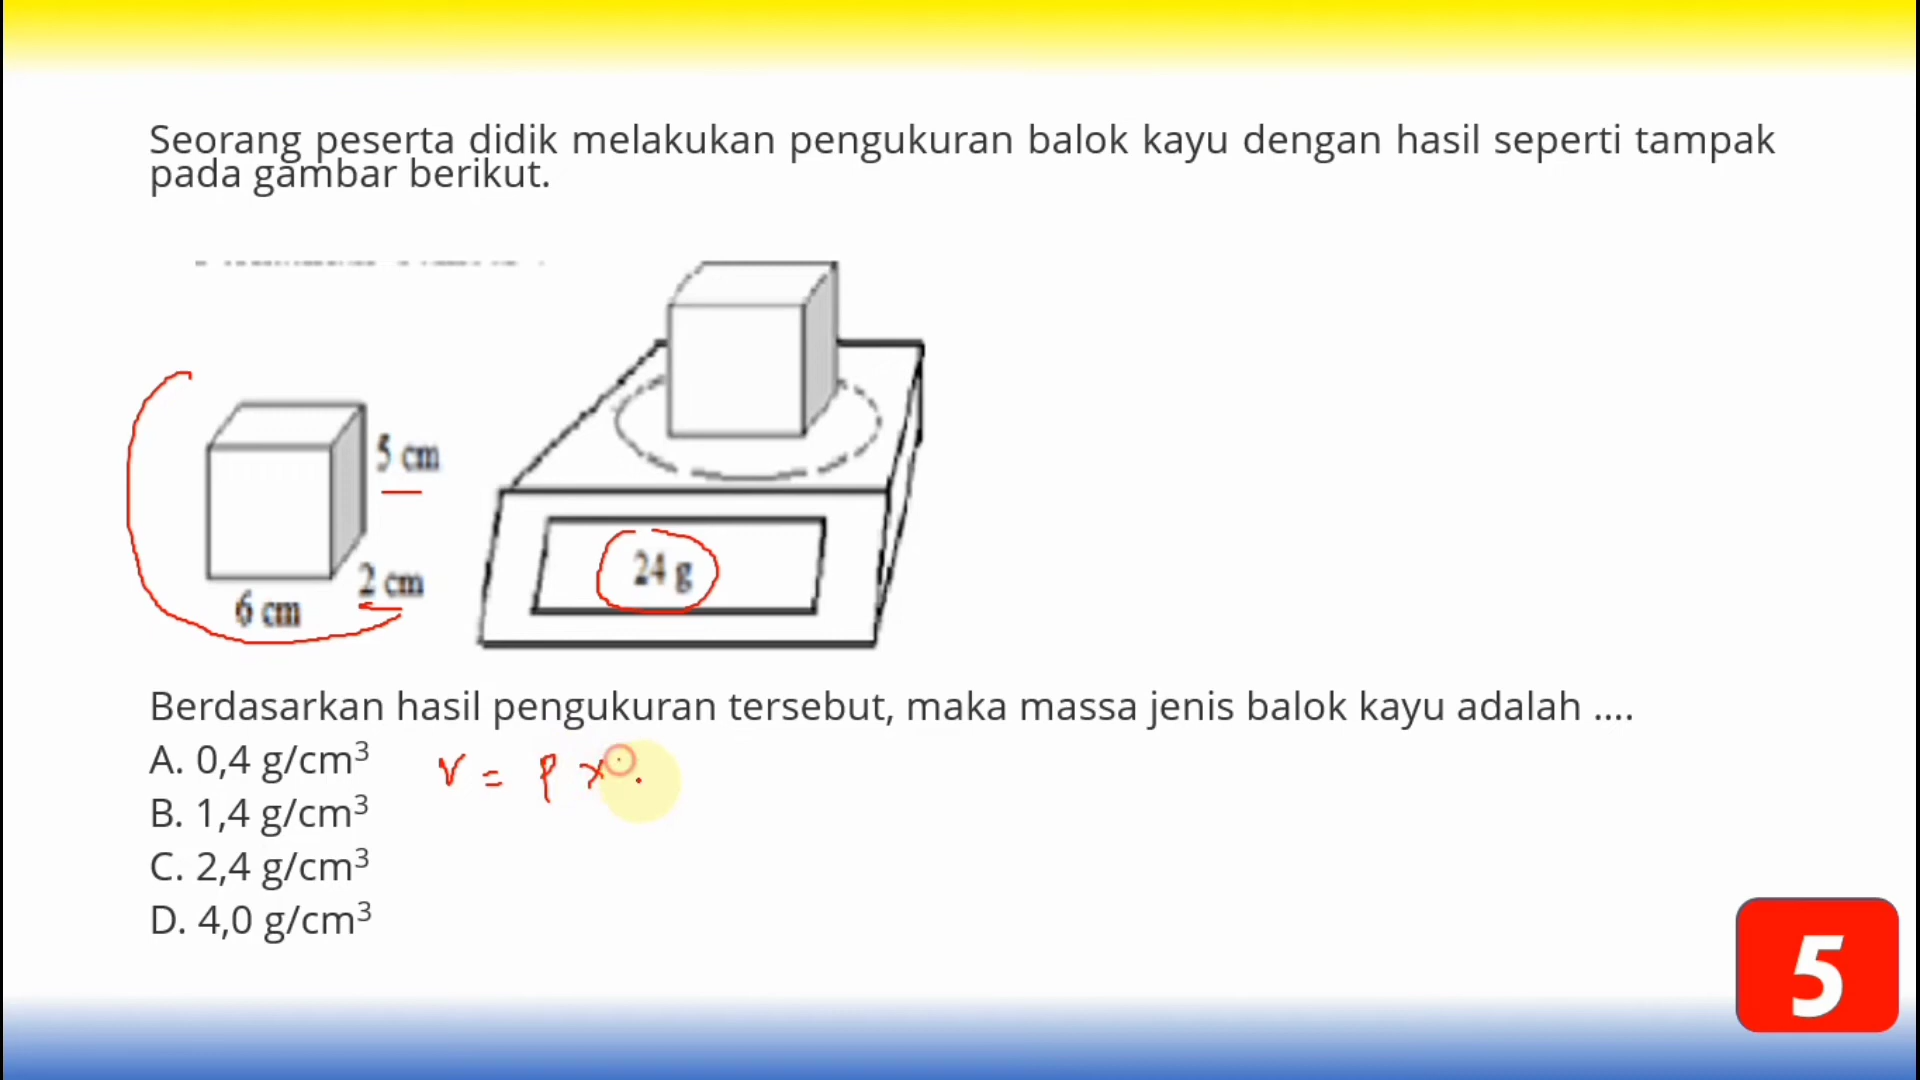 Seorang peserta didik melakukan pengukuran balok kayu dengan hasil seperti tampak
pada gambar berikut.
5 cm
2 cm
6 cm
24 g
Berdasarkan hasil pengukuran tersebut, maka massa jenis balok kayu adalah ....
A. 0,4 g/cm³
V = p x
B. 1,4 g/cm³
C. 2,4 g/cm³
D. 4,0 g/cm³
5